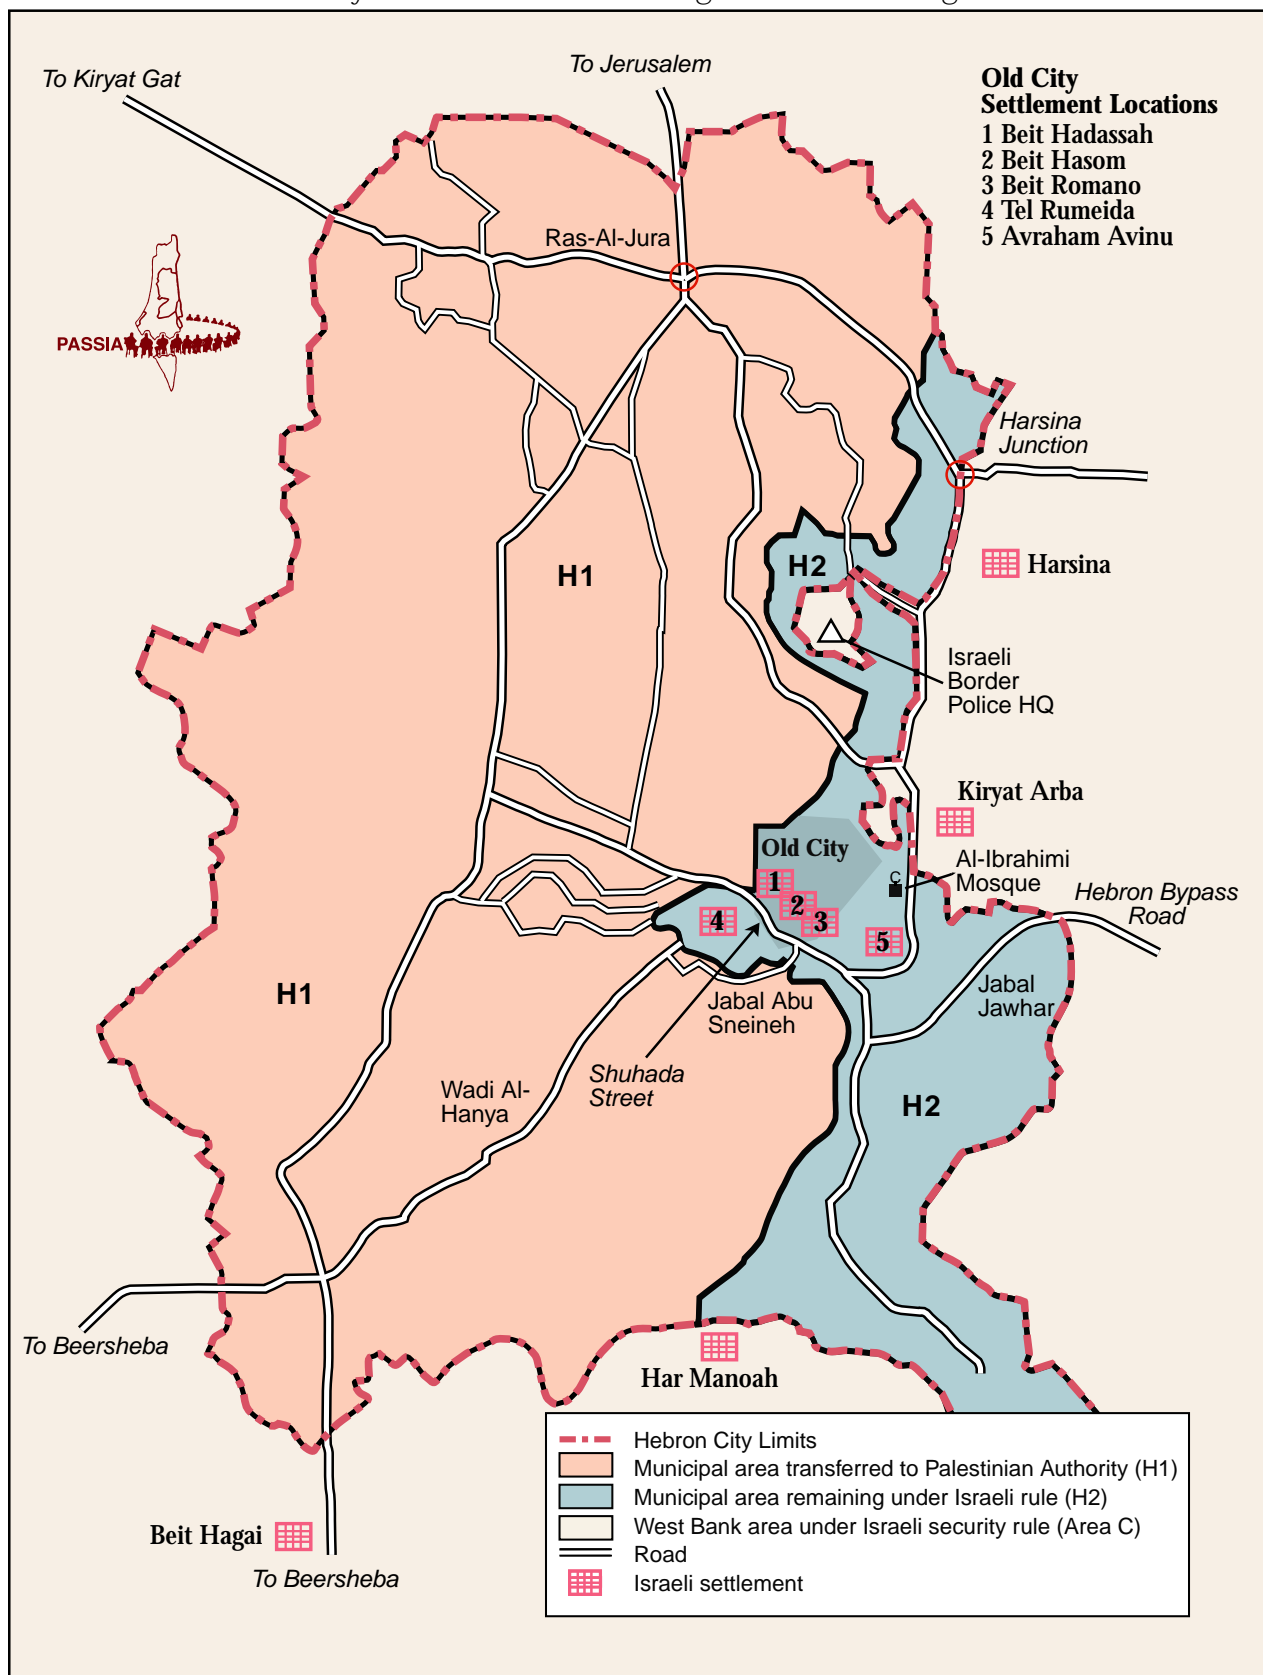 To Kiryat Gat
To Jerusalem
Old City
Settlement Locations
1 Beit Hadassah
2 Beit Hasom
3 Beit Romano
4 Tel Rumeida
5 Avraham Avinu
Ras-Al-Jura
PASSIA
Harsina
Junction
H1
H2
Harsina
Israeli
Border
Police HQ
Kiryat Arba
Old City
Al-Ibrahimi
Mosque
C
Hebron Bypass
Road
1
2
3
4
5
H1
Jabal Abu
Sneineh
Jabal
Jawhar
Shuhada
Street
Wadi Al-
Hanya
H2
To Beersheba
Har Manoah
Hebron City Limits
Municipal area transferred to Palestinian Authority (H1)
Municipal area remaining under Israeli rule (H2)
West Bank area under Israeli security rule (Area C)
Road
Israeli settlement
Beit Hagai
To Beersheba